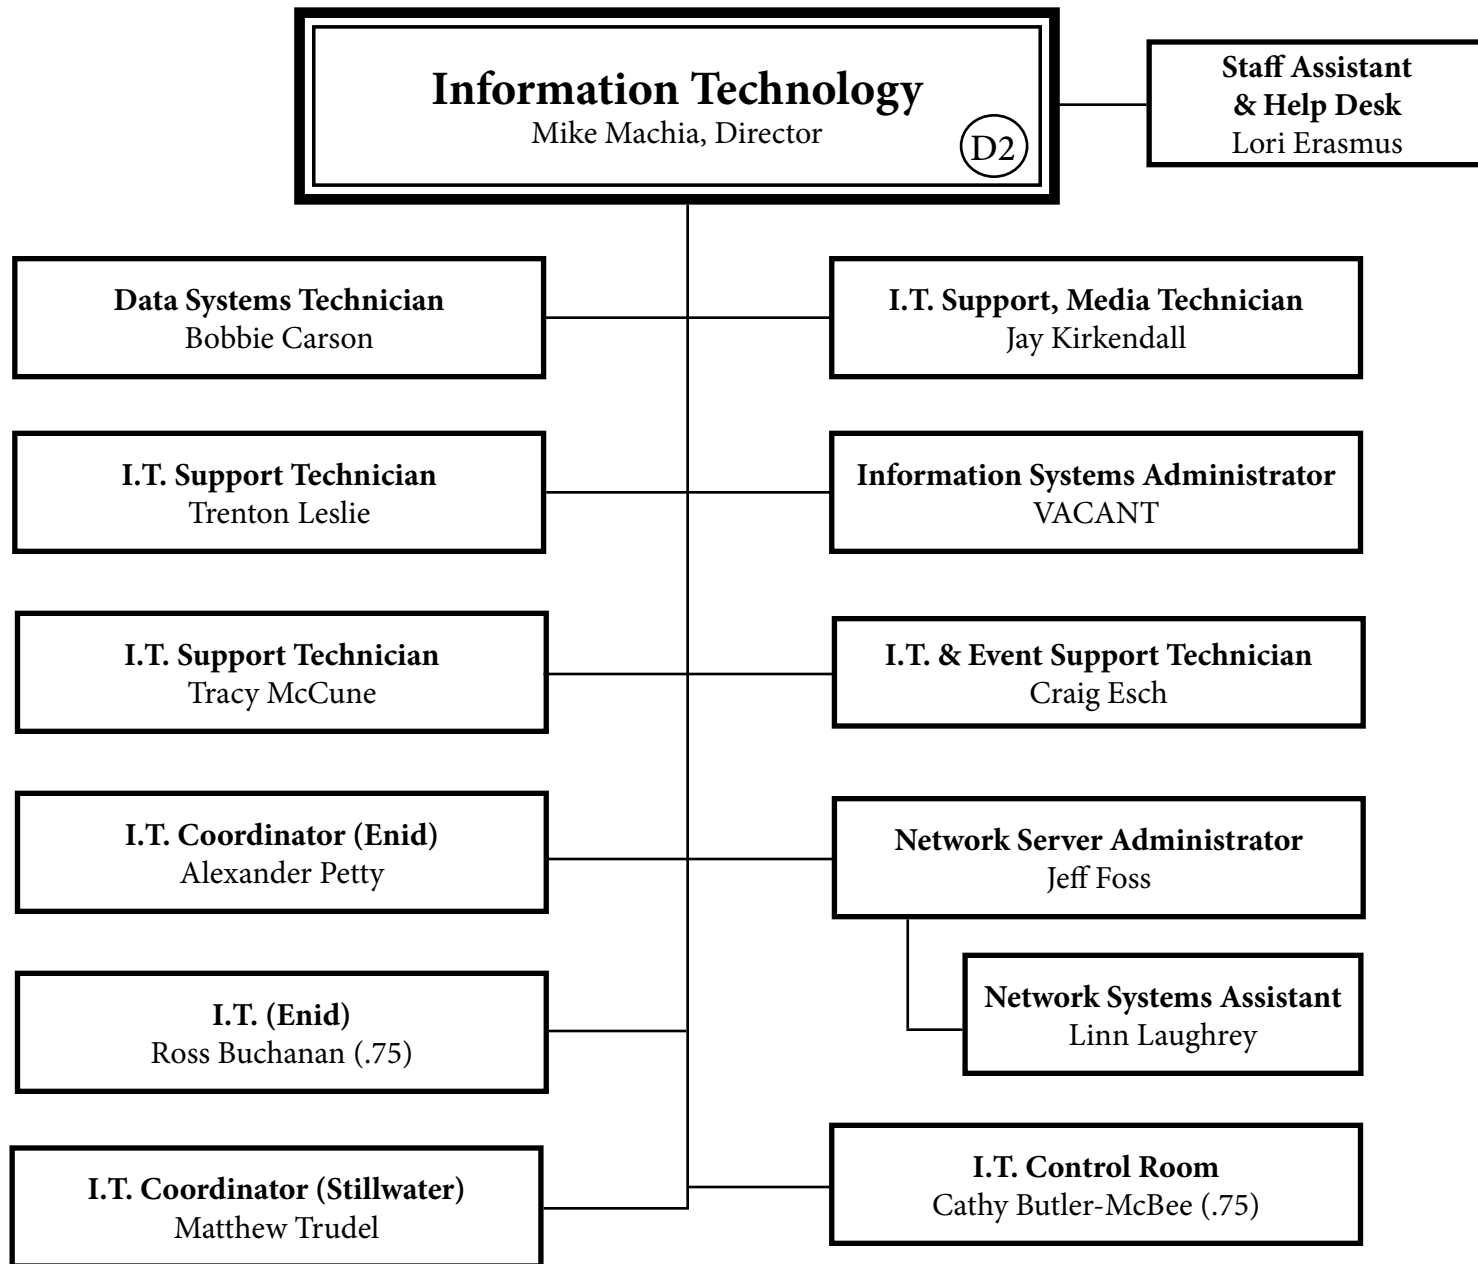 Information Technology
Mike Machia, Director
D2
Staff Assistant
& Help Desk
Lori Erasmus
Data Systems Technician
Bobbie Carson
I.T. Support, Media Technician
Jay Kirkendall
I.T. Support Technician
Trenton Leslie
Information Systems Administrator
VACANT
I.T. Support Technician
Tracy McCune
I.T. & Event Support Technician
Craig Esch
I.T. Coordinator (Enid)
Alexander Petty
Network Server Administrator
Jeff Foss
I.T. (Enid)
Ross Buchanan (.75)
Network Systems Assistant
Linn Laughrey
I.T. Coordinator (Stillwater)
Matthew Trudel
I.T. Control Room
Cathy Butler-McBee (.75)